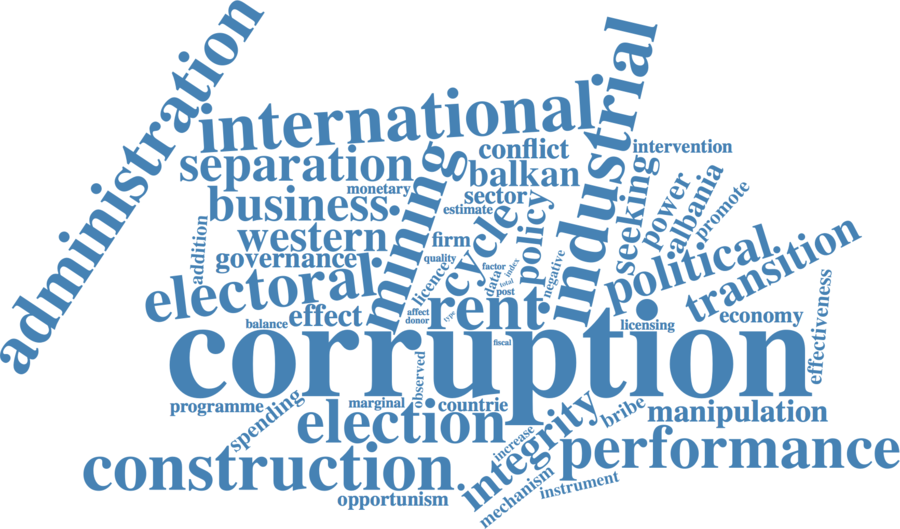 administration
international
industrial
separation
conflict
intervention
monetary
balkan
business
sector
estimate
mining
seeking
power
albania
promote
western
firm
cycle
policy
addition
governance
quality
factor
index
data
total
post
negative
political
transition
electoral
licence
effect
balance
affect
donor
type
rent
licensing
economy
effectiveness
corruption
fiscal
observed
programme
spending
marginal
countrie
election
integrity
bribe
manipulation
increase
performance
construction
opportunism
mechanism
instrument